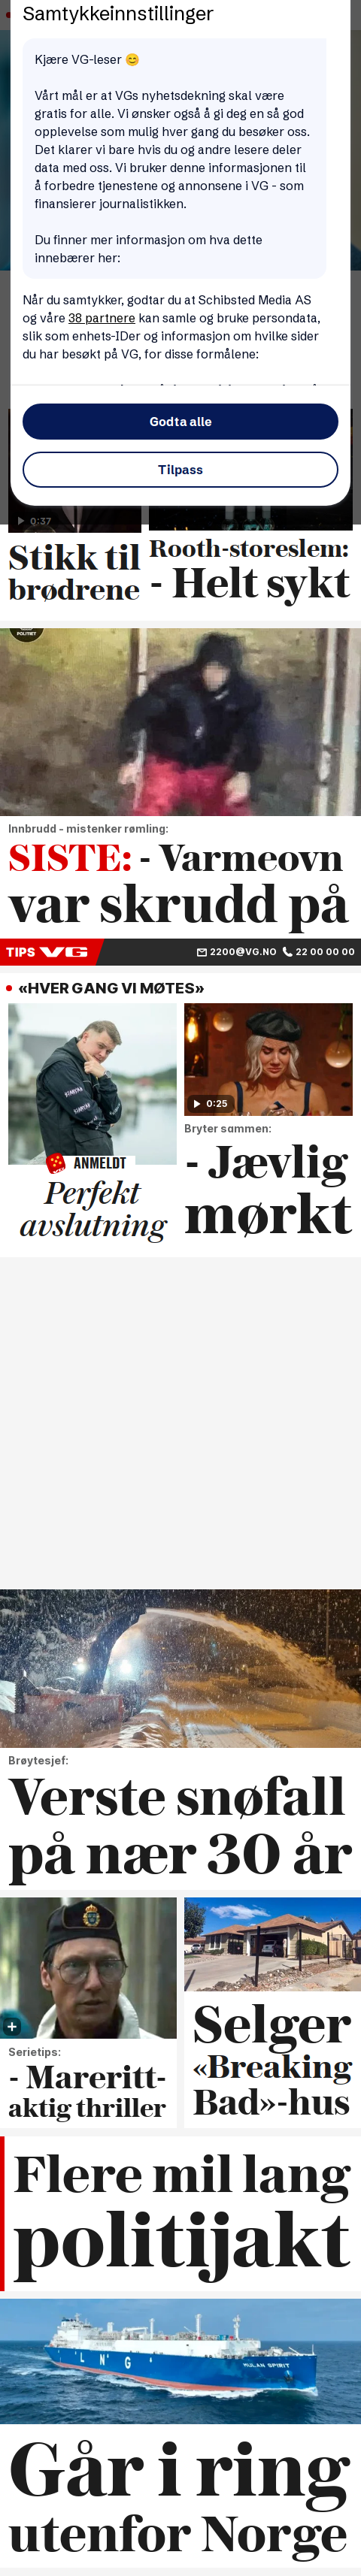 Samtykkeinnstillinger
Kjære VG-leser 😊
Vårt mål er at VGs nyhetsdekning skal være
gratis for alle. Vi ønsker også å gi deg en så god
opplevelse som mulig hver gang du besøker oss.
Det klarer vi bare hvis du og andre lesere deler
data med oss. Vi bruker denne informasjonen til
å forbedre tjenestene og annonsene i VG - som
finansierer journalistikken.
Du finner mer informasjon om hva dette
innebærer her:
Når du samtykker, godtar du at Schibsted Media AS
og våre 38 partnere kan samle og bruke persondata,
slik som enhets-IDer og informasjon om hvilke sider
du har besøkt på VG, for disse formålene:
Godta alle
Tilpass
0:37
Stikk til
brødrene
Rooth-storeslem:
- Helt sykt
POLITIET
Innbrudd - mistenker rømling:
SISTE: - Varmeovn
var skrudd på
TIPS VG
2200@VG.NO
22 00 00 00
«HVER GANG VI MØTES»
ANMELDT
Perfekt
avslutning
0:25
Bryter sammen:
- Jævlig
mørkt
Brøytesjef:
Verste snøfall
på nær 30 år
Serietips:
- Mareritt-
aktig thriller
Selger
«Breaking
Bad»-hus
Flere mil lang
politijakt
LNG
MULAN SPIRIT
Går i ring
utenfor Norge